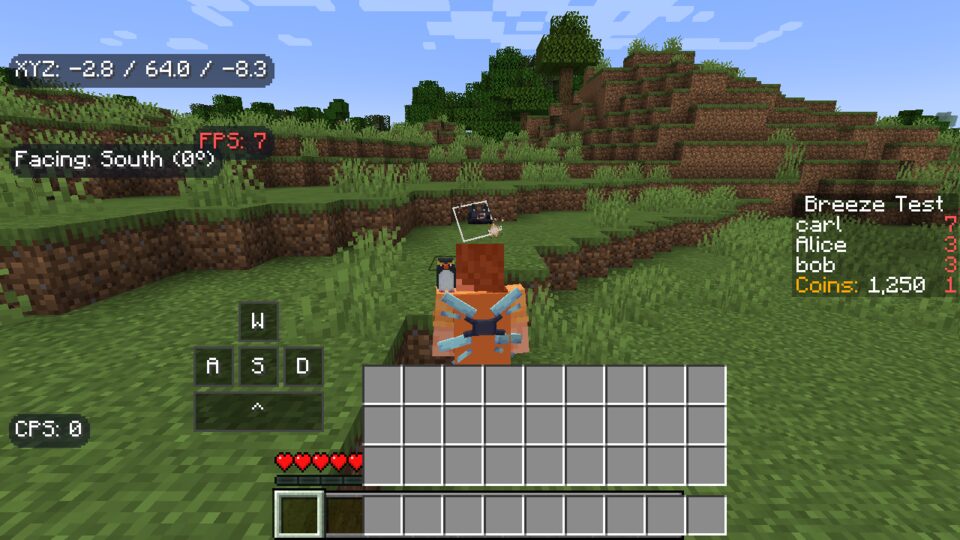 XYZ: -2.8 / 64.0 / -8.3
FPS: 7
Facing: South (0º)
Breeze Test
carl 7
Alice 3
bob 3
Coins: 1,250 1
W
A S D
^
CPS: 0